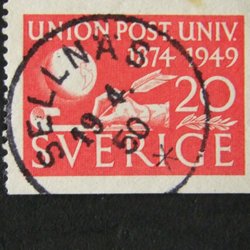 UNION POST. UNIV.
1874 1949
20
SVERIGE
SELLNÄS
19.4.
50